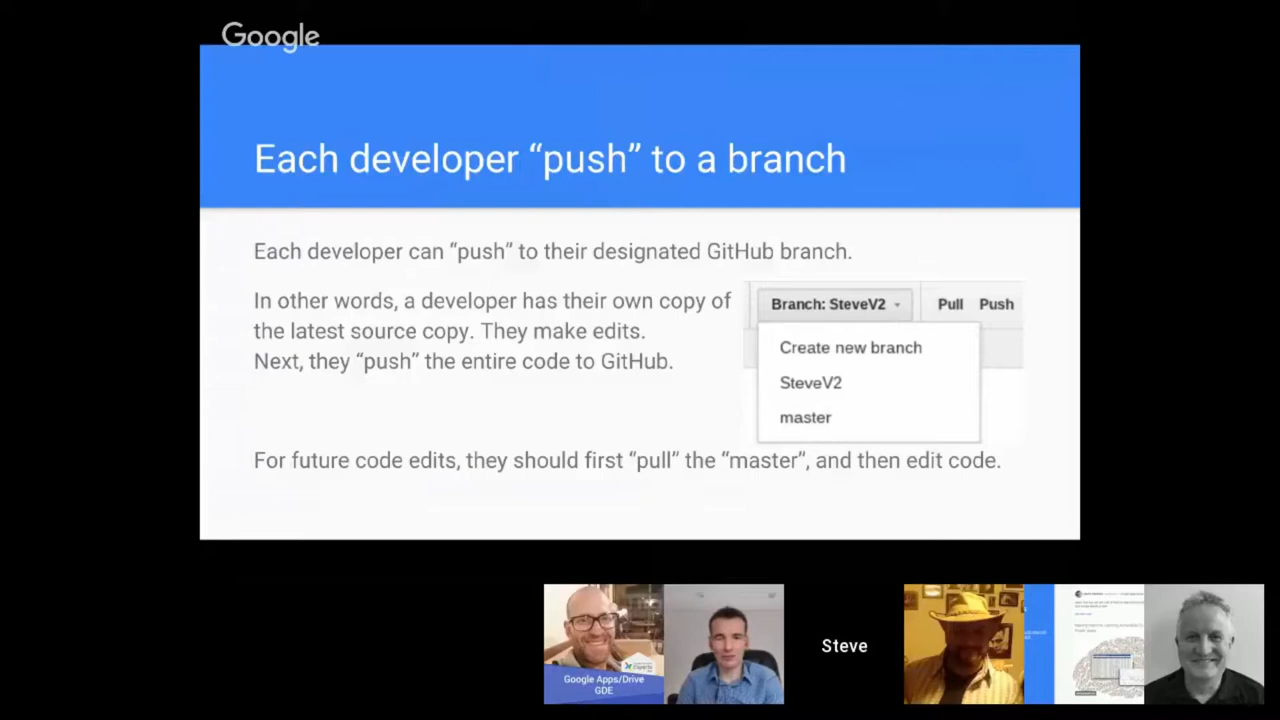 Google
Each developer “push” to a branch
Each developer can “push” to their designated GitHub branch.
In other words, a developer has their own copy of
the latest source copy. They make edits.
Next, they “push” the entire code to GitHub.
Branch: SteveV2
Pull
Push
Create new branch
SteveV2
master
For future code edits, they should first “pull” the “master”, and then edit code.
Experts
Google Apps/Drive
GDE
Steve